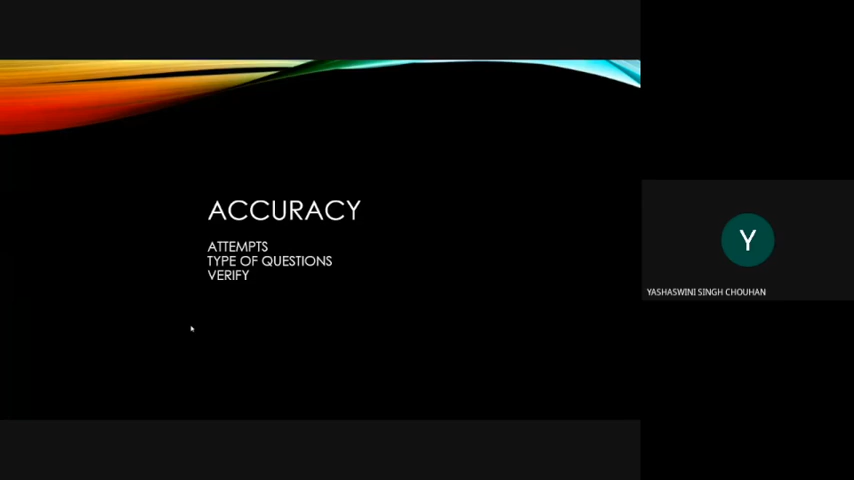 ACCURACY
ATTEMPTS
TYPE OF QUESTIONS
VERIFY
Y
YASHASWINI SINGH CHOUHAN